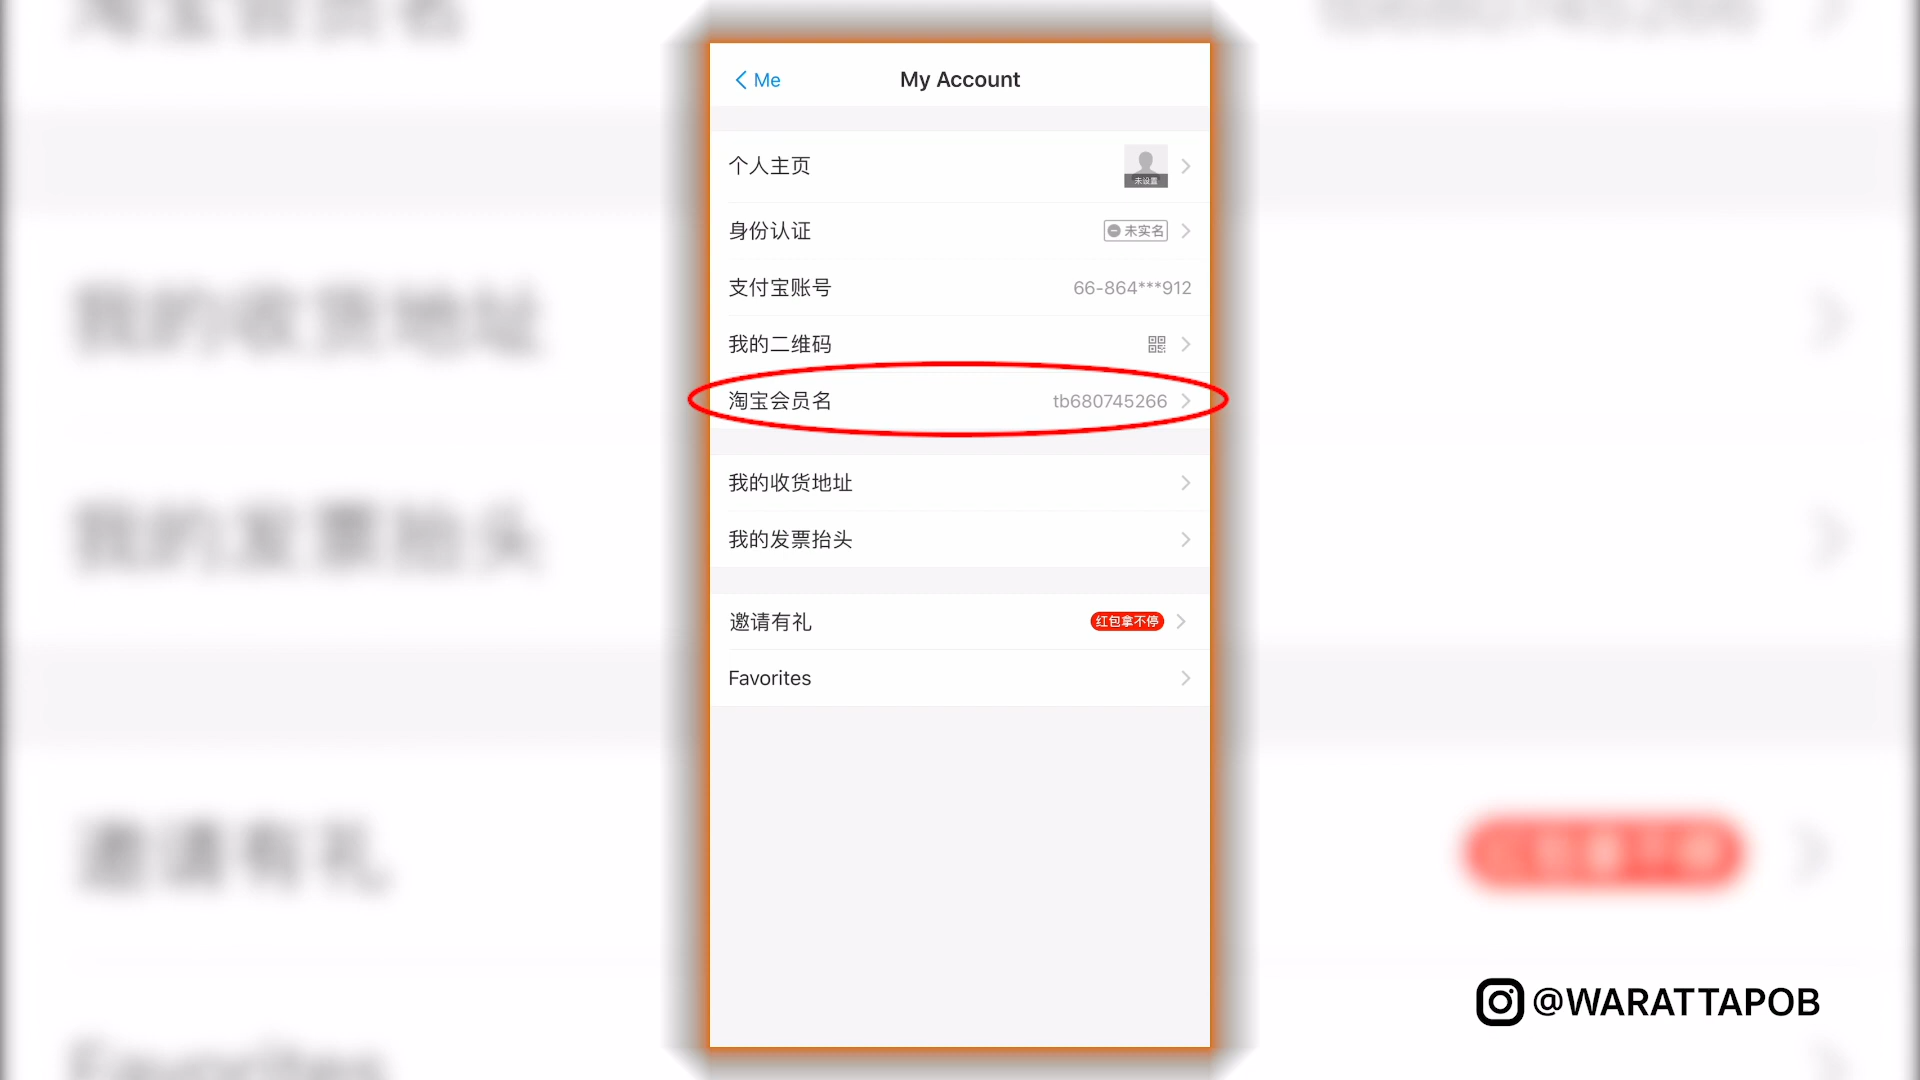 Me
My Account
个人主页
未设置
身份认证
未实名
支付宝账号
66-864***912
我的二维码
淘宝会员名
tb680745266
我的收货地址
我的发票抬头
邀请有礼
红包拿不停
Favorites
@WARATTAPOB